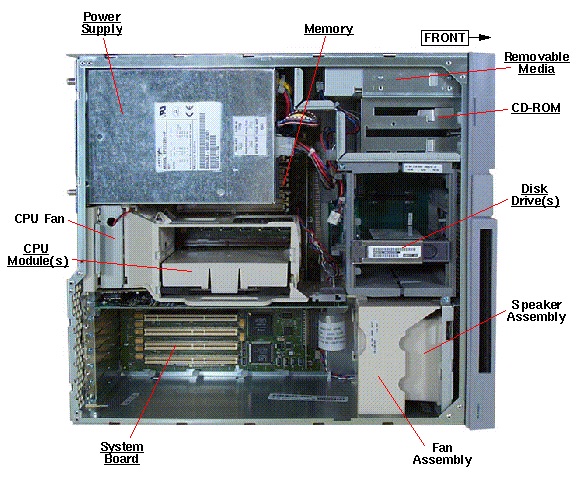 Power
Supply
Memory
FRONT
Removable
Media
CD-ROM
Disk
Drive(s)
CPU Fan
CPU
Module(s)
Speaker
Assembly
System
Board
Fan
Assembly